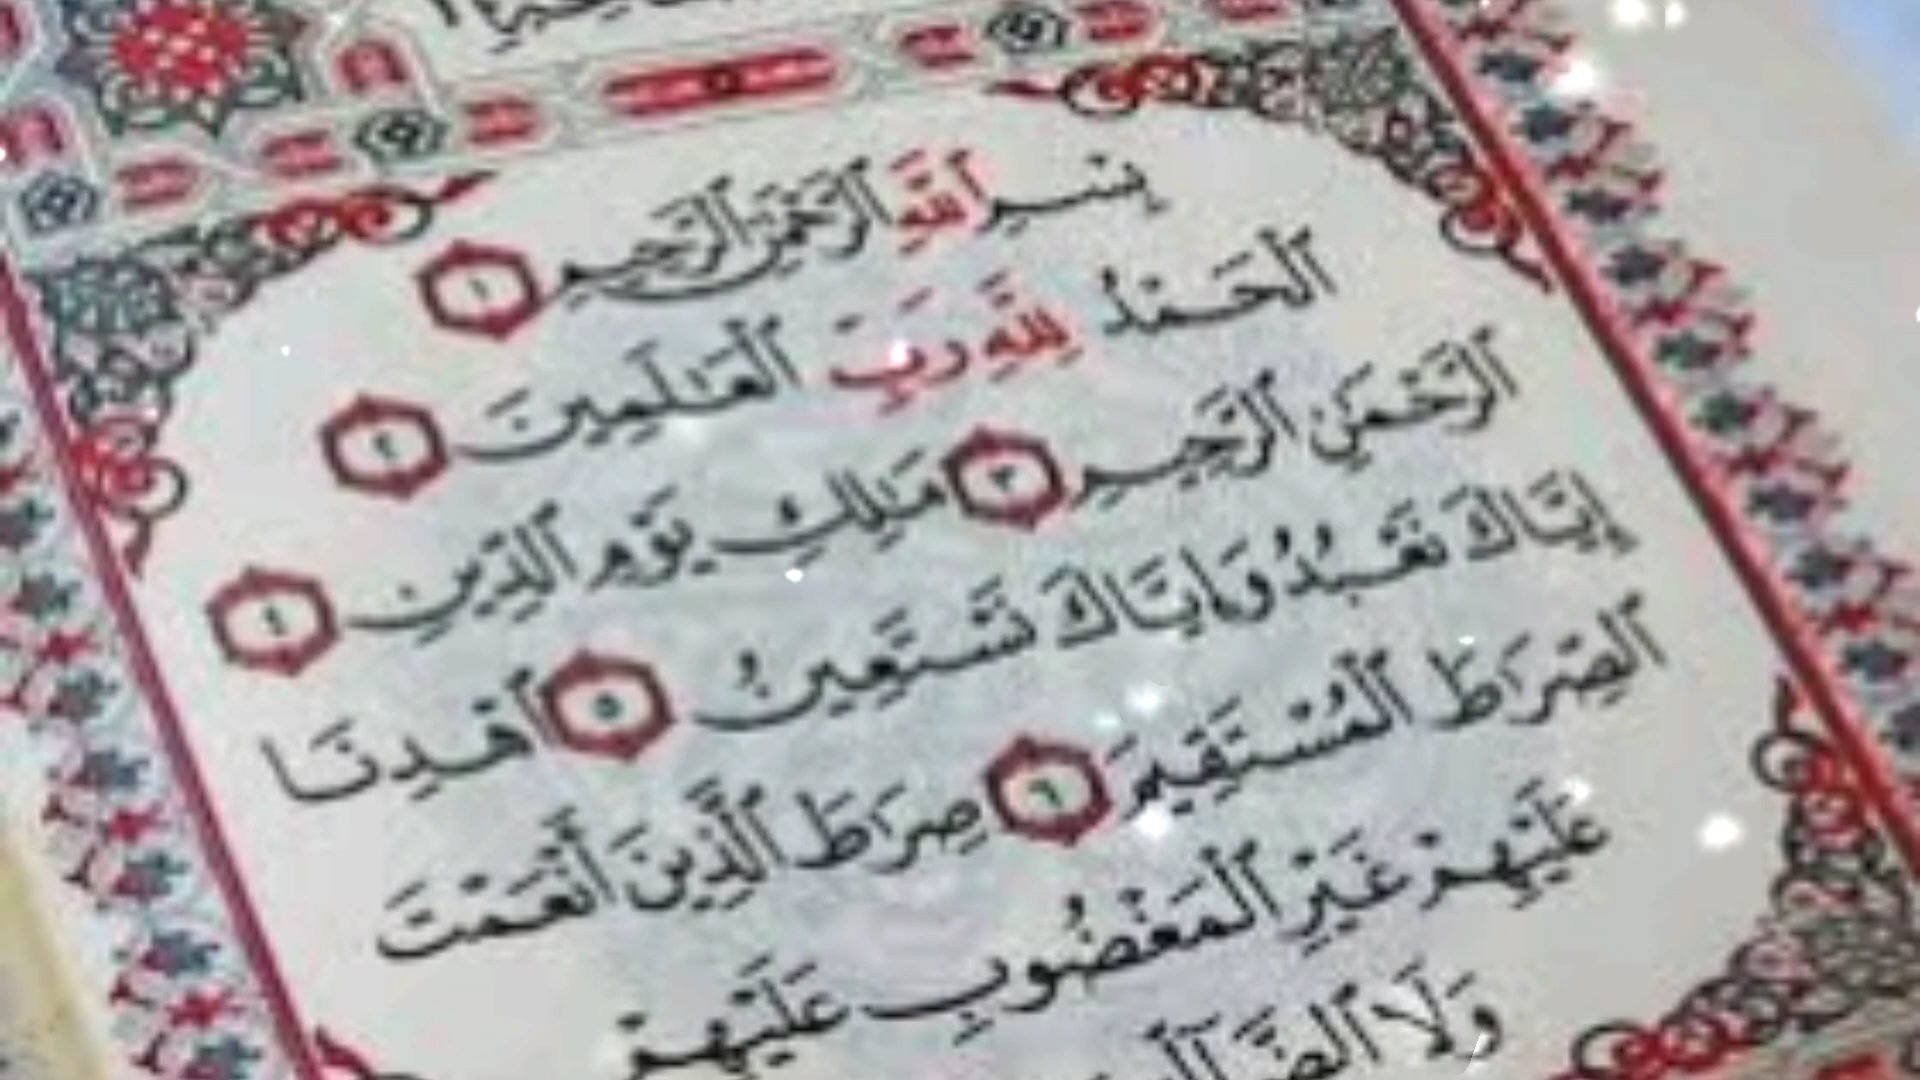 بِسْمِ ٱللَّهِ ٱلرَّحْمَٰنِ ٱلرَّحِيمِ ١
ٱلْحَمْدُ لِلَّهِ رَبِّ ٱلْعَٰلَمِينَ ٢
ٱلرَّحْمَٰنِ ٱلرَّحِيمِ ٣ مَٰلِكِ يَوْمِ ٱلدِّينِ ٤
إِيَّاكَ نَعْبُدُ وَإِيَّاكَ نَسْتَعِينُ ٥ ٱهْدِنَا
ٱلصِّرَٰطَ ٱلْمُسْتَقِيمَ ٦ صِرَٰطَ ٱلَّذِينَ أَنْعَمْتَ
عَلَيْهِمْ غَيْرِ ٱلْمَغْضُوبِ عَلَيْهِمْ
وَلَا